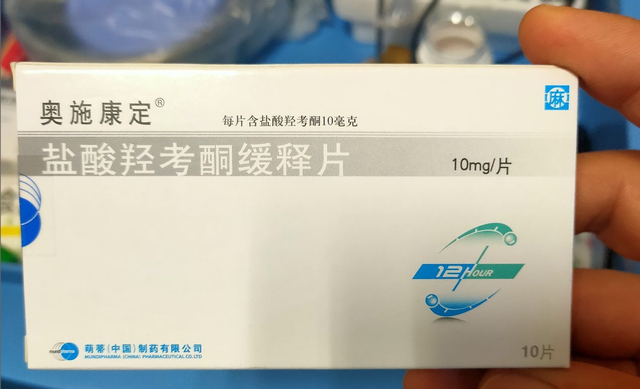 奥施康定®
麻
每片含盐酸羟考酮10毫克
盐酸羟考酮缓释片
10mg/片
12HOUR
萌蒂(中国)制药有限公司
MUNDIPHARMA (CHINA) PHARMACEUTICAL CO.LTD
10片